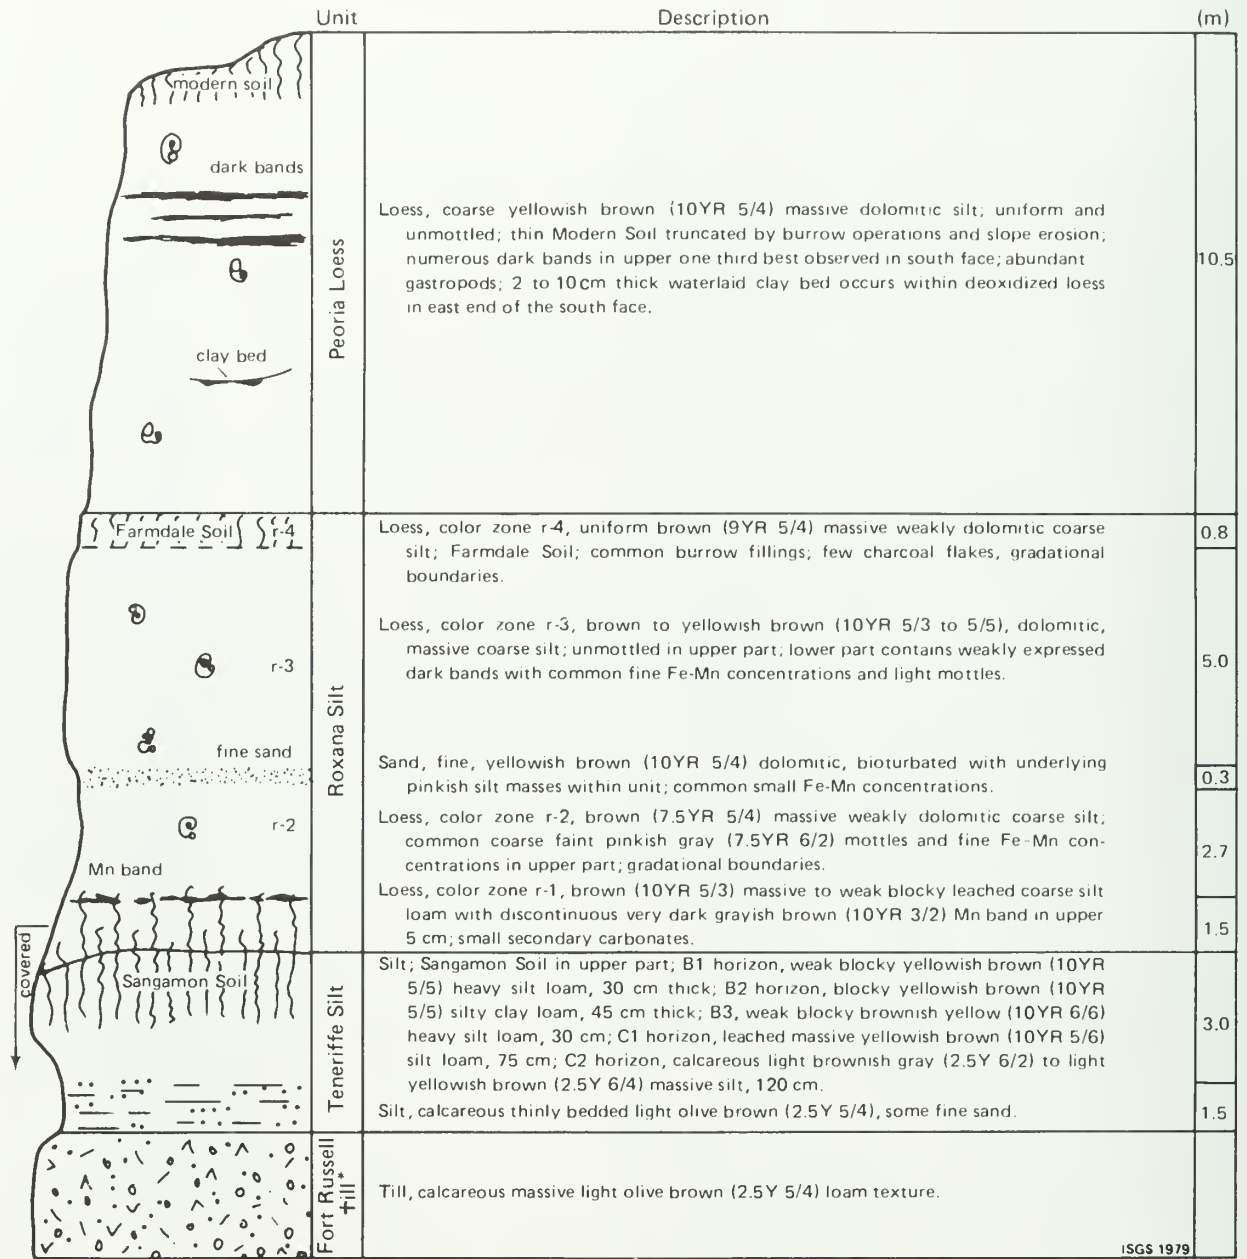 Unit Description (m)
modern soil
dark bands
clay bed
Peoria Loess
Loess, coarse yellowish brown (10YR 5/4) massive dolomitic silt; uniform and
unmottled; thin Modern Soil truncated by burrow operations and slope erosion;
numerous dark bands in upper one third best observed in south face; abundant
gastropods; 2 to 10cm thick waterlaid clay bed occurs within deoxidized loess
in east end of the south face.
10.5
Farmdale Soil r-4
r-3
fine sand
r-2
Mn band
Roxana Silt
Loess, color zone r-4, uniform brown (9YR 5/4) massive weakly dolomitic coarse
silt; Farmdale Soil; common burrow fillings; few charcoal flakes, gradational
boundaries.
0.8
Loess, color zone r-3, brown to yellowish brown (10YR 5/3 to 5/5), dolomitic,
massive coarse silt; unmottled in upper part; lower part contains weakly expressed
dark bands with common fine Fe-Mn concentrations and light mottles.
5.0
Sand, fine, yellowish brown (10YR 5/4) dolomitic, bioturbated with underlying
pinkish silt masses within unit; common small Fe-Mn concentrations.
0.3
Loess, color zone r-2, brown (7.5YR 5/4) massive weakly dolomitic coarse silt;
common coarse faint pinkish gray (7.5YR 6/2) mottles and fine Fe-Mn con-
centrations in upper part; gradational boundaries.
2.7
Loess, color zone r-1, brown (10YR 5/3) massive to weak blocky leached coarse silt
loam with discontinuous very dark grayish brown (10YR 3/2) Mn band in upper
5 cm; small secondary carbonates.
1.5
covered
Sangamon Soil
Teneriffe Silt
Silt; Sangamon Soil in upper part; B1 horizon, weak blocky yellowish brown (10YR
5/5) heavy silt loam, 30 cm thick; B2 horizon, blocky yellowish brown (10YR
5/5) silty clay loam, 45 cm thick; B3, weak blocky brownish yellow (10YR 6/6)
heavy silt loam, 30 cm; C1 horizon, leached massive yellowish brown (10YR 5/6)
silt loam, 75 cm; C2 horizon, calcareous light brownish gray (2.5Y 6/2) to light
yellowish brown (2.5Y 6/4) massive silt, 120 cm.
3.0
Silt, calcareous thinly bedded light olive brown (2.5Y 5/4), some fine sand.
1.5
Fort Russell
till*
Till, calcareous massive light olive brown (2.5Y 5/4) loam texture.
ISGS 1979